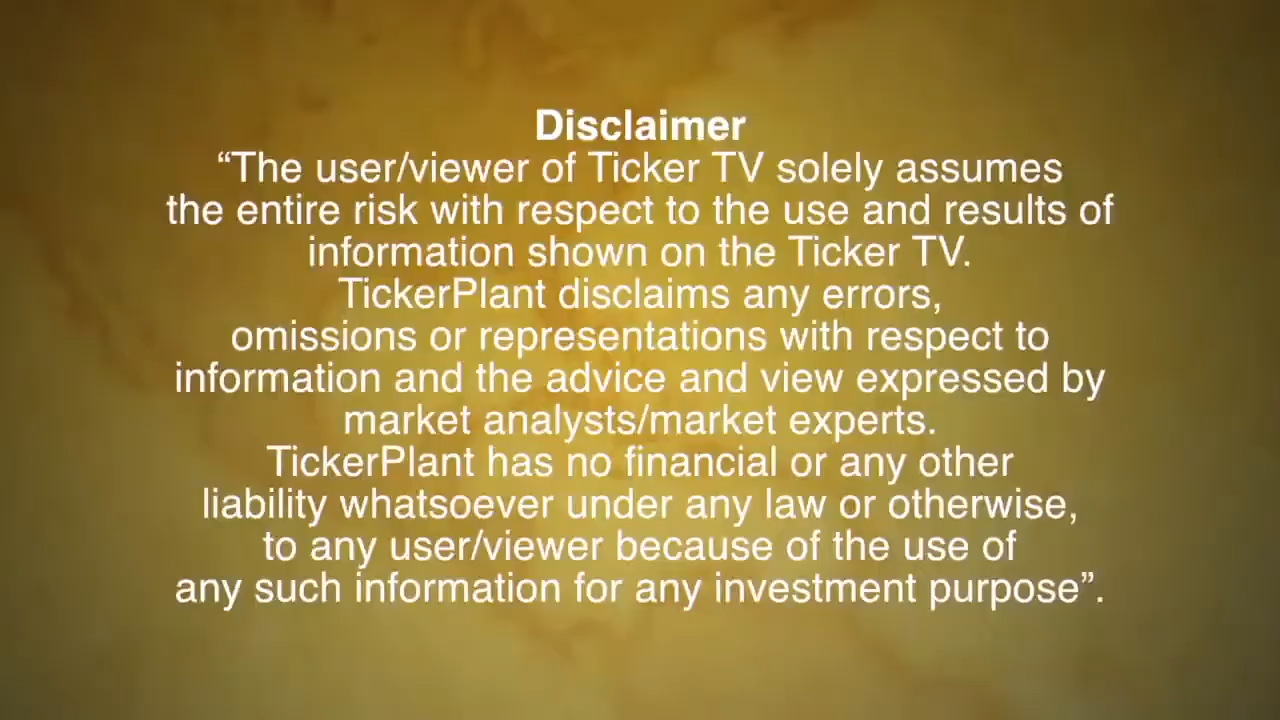 Disclaimer
“The user/viewer of Ticker TV solely assumes
the entire risk with respect to the use and results of
information shown on the Ticker TV.
TickerPlant disclaims any errors,
omissions or representations with respect to
information and the advice and view expressed by
market analysts/market experts.
TickerPlant has no financial or any other
liability whatsoever under any law or otherwise,
to any user/viewer because of the use of
any such information for any investment purpose”.